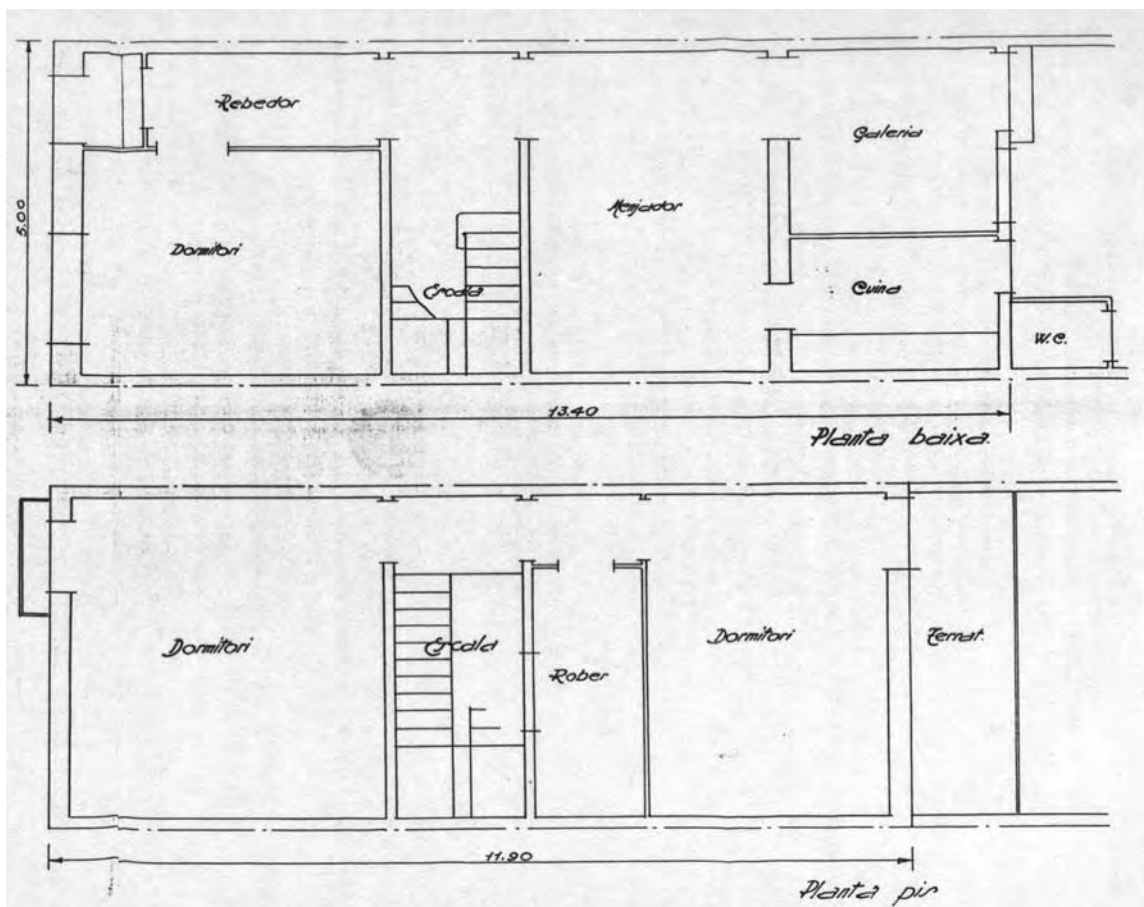 Rebedor
Galeria
5.00
Menjador
Dormitori
Escala
Cuina
W.C.
13.40
Planta baixa.
Dormitori
Escala
Rober
Dormitori
Terrat.
11.90
Planta pis